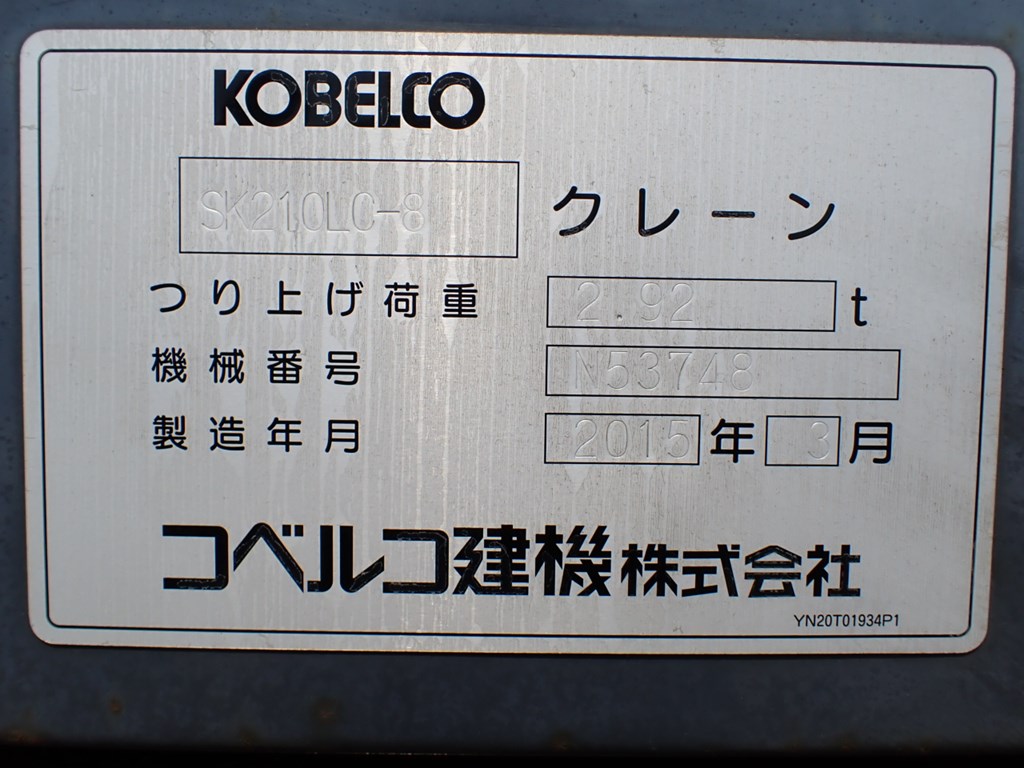 KOBELCO
SK210LC-8 クレーン
つり上げ荷重 2.92 t
機械番号 N53748
製造年月 2015 年 3 月
コベルコ建機株式会社
YN20T01934P1